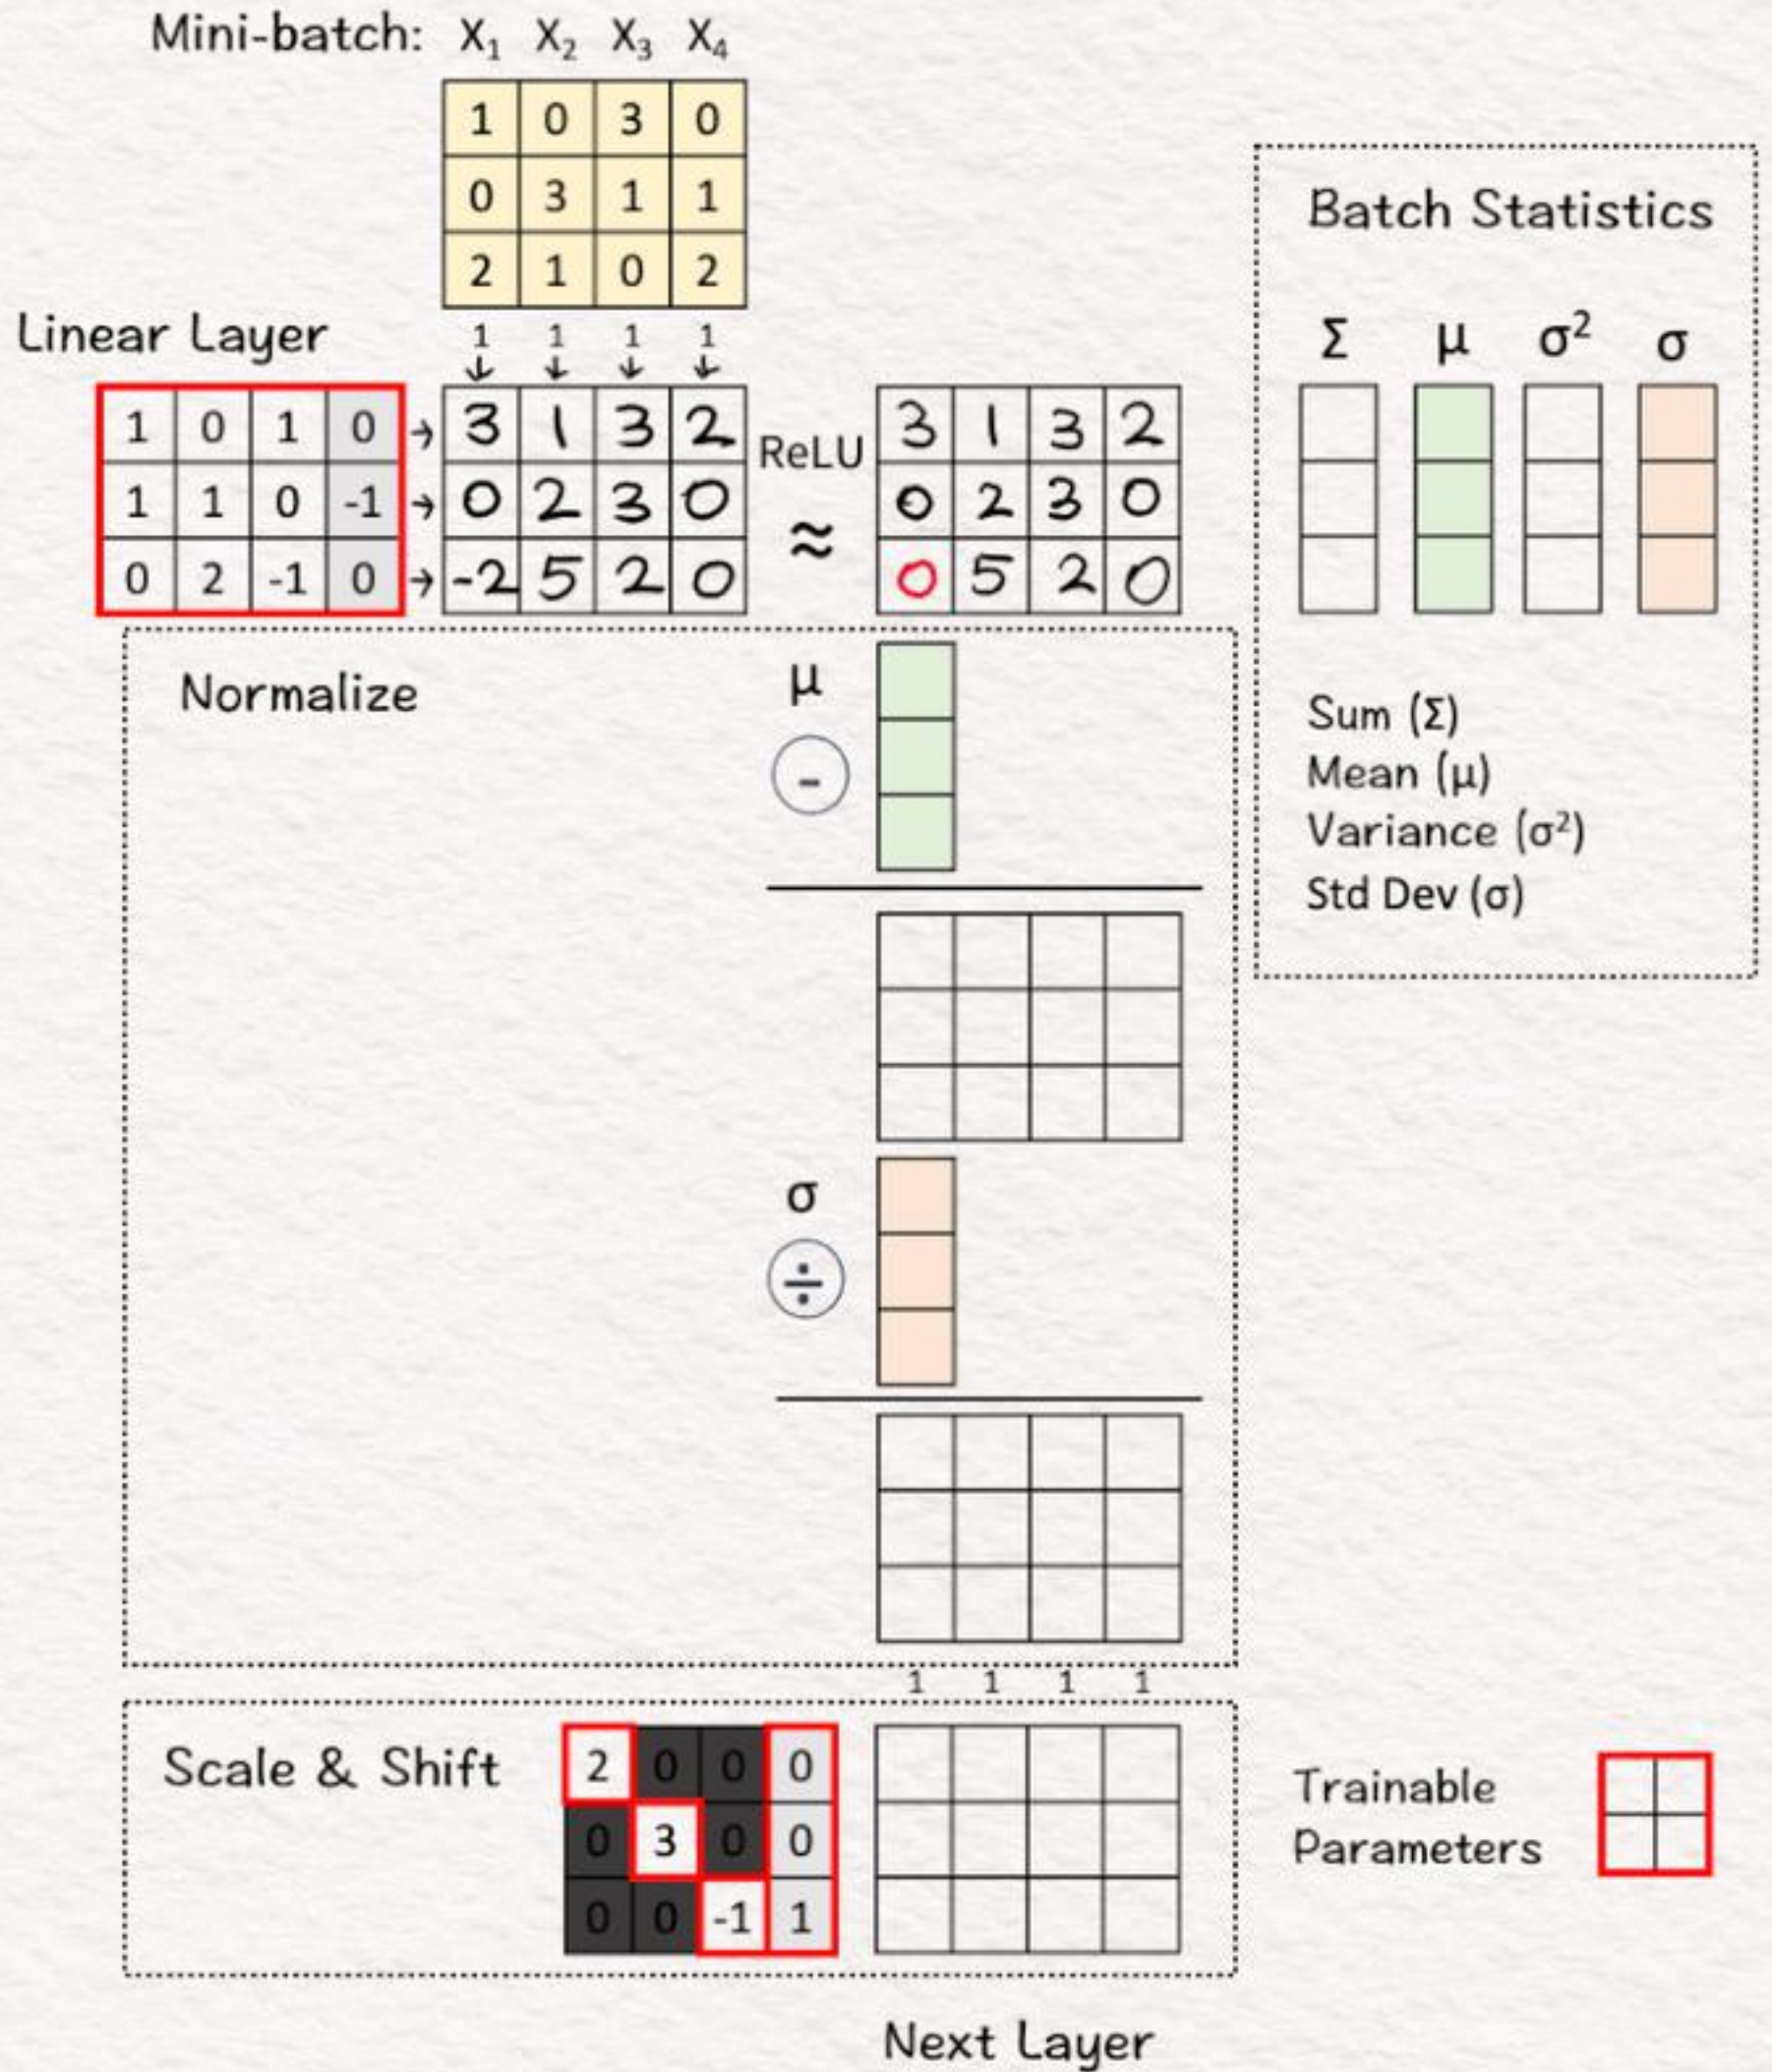 Mini-batch: X₁ X₂ X₃ X₄
1 0 3 0
0 3 1 1
2 1 0 2
Batch Statistics
Linear Layer
1 1 1 1
↓ ↓ ↓ ↓
Σ μ σ² σ
1 0 1 0 → 3 1 3 2 ReLU 3 1 3 2
1 1 0 -1 → 0 2 3 0 ≈ 0 2 3 0
0 2 -1 0 → -2 5 2 0 0 5 2 0
Normalize
μ
-
Sum (Σ)
Mean (μ)
Variance (σ²)
Std Dev (σ)
σ
÷
1 1 1 1
Scale & Shift
2 0 0 0
0 3 0 0
0 0 -1 1
Trainable
Parameters
Next Layer